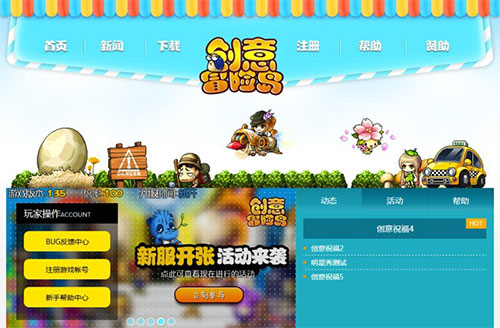 首页
新闻
下载
创意
冒险岛
注册
帮助
赞助
DANGER
TAXI
玩家操作ACCOUNT
BUG反馈中心
注册游戏帐号
新手帮助中心
创意
冒险岛
新服开张 活动来袭
点此可查看现在进行的活动
动态
活动
帮助
创意祝福4
HOT
创意祝福2
明星秀测试
创意祝福5